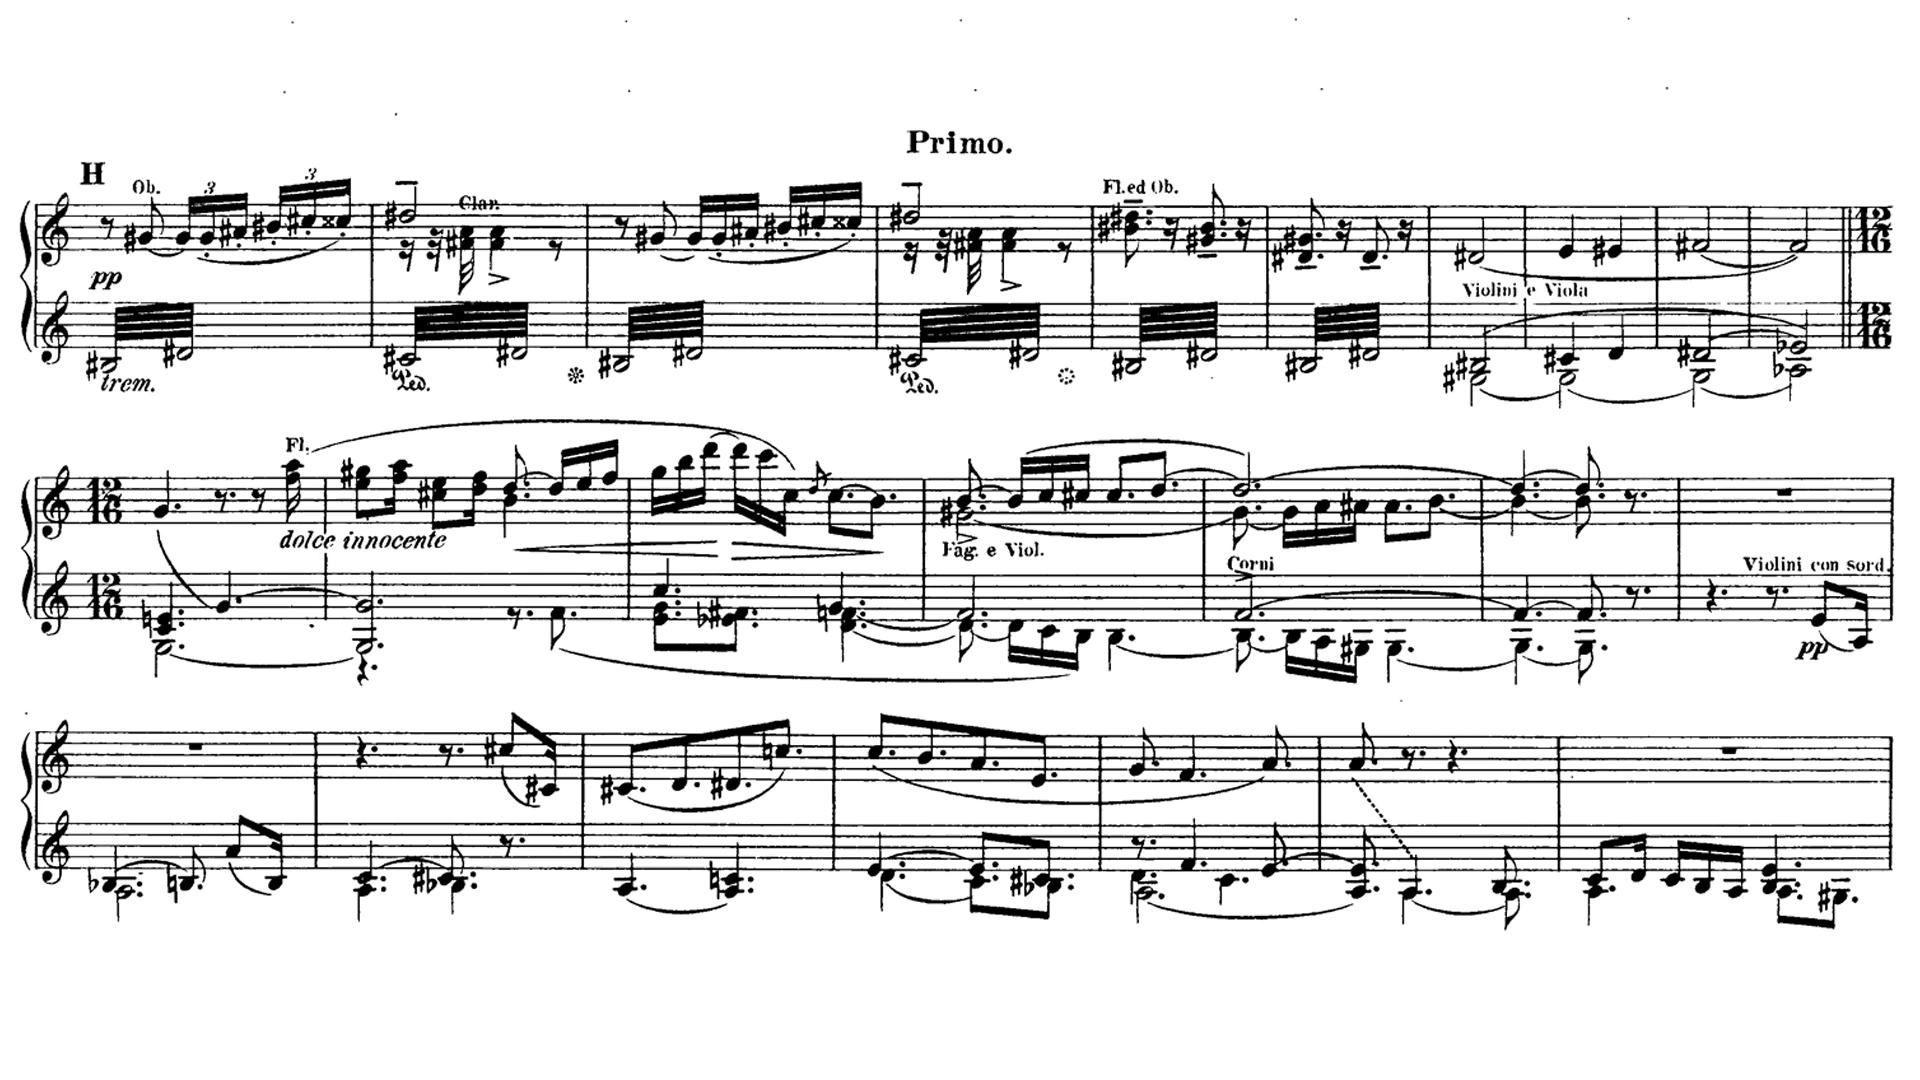 Primo.
H
Ob.
3
3
Clar.
Fl. ed Ob.
pp
Violini e Viola
12
16
12
16
trem.
Ped.
Ped.
Fl.
12
16
dolce innocente
Fag. e Viol.
Corni
Violini con sord.
12
16
pp